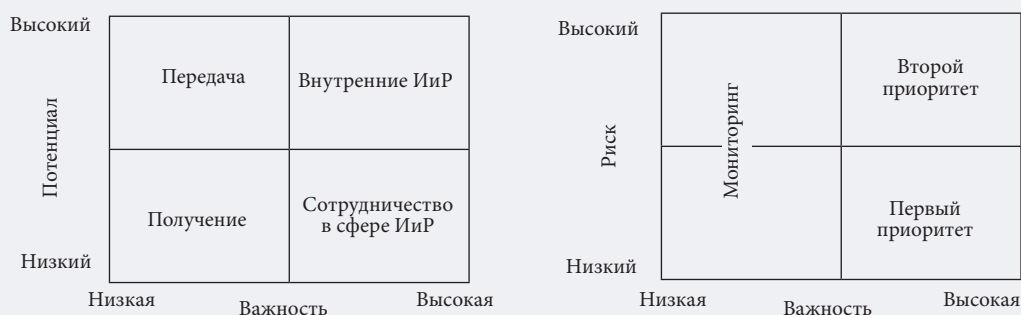 Высокий
Передача
Внутренние ИиР
Потенциал
Получение
Сотрудничество
в сфере ИиР
Низкий
Низкая
Важность
Высокая
Высокий
Второй
приоритет
Риск
Мониторинг
Первый
приоритет
Низкий
Низкая
Важность
Высокая